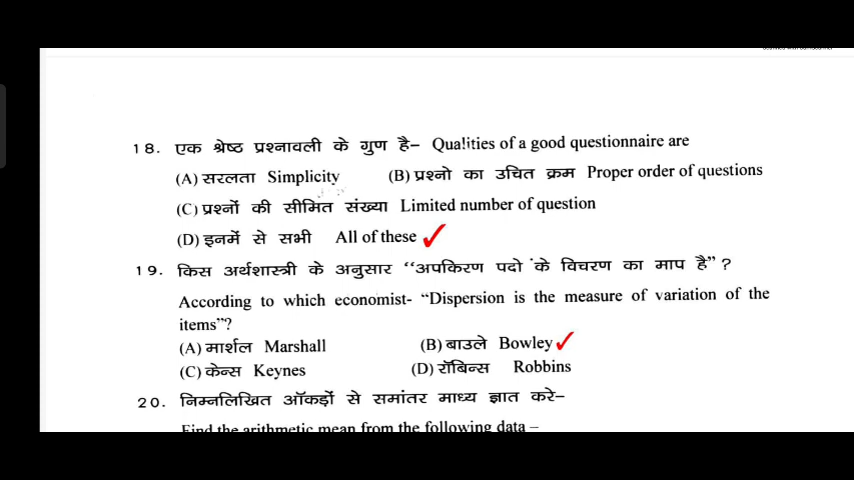 18. एक श्रेष्ठ प्रश्नावली के गुण है– Qualities of a good questionnaire are
(A) सरलता Simplicity (B) प्रश्नो का उचित क्रम Proper order of questions
(C) प्रश्नों की सीमित संख्या Limited number of question
(D) इनमें से सभी All of these
19. किस अर्थशास्त्री के अनुसार “अपकिरण पदो के विचरण का माप है” ?
According to which economist- “Dispersion is the measure of variation of the
items”?
(A) मार्शल Marshall (B) बाउले Bowley
(C) केन्स Keynes (D) रॉबिन्स Robbins
20. निम्नलिखित ऑकड़ों से समांतर माध्य ज्ञात करे–
Find the arithmetic mean from the following data –